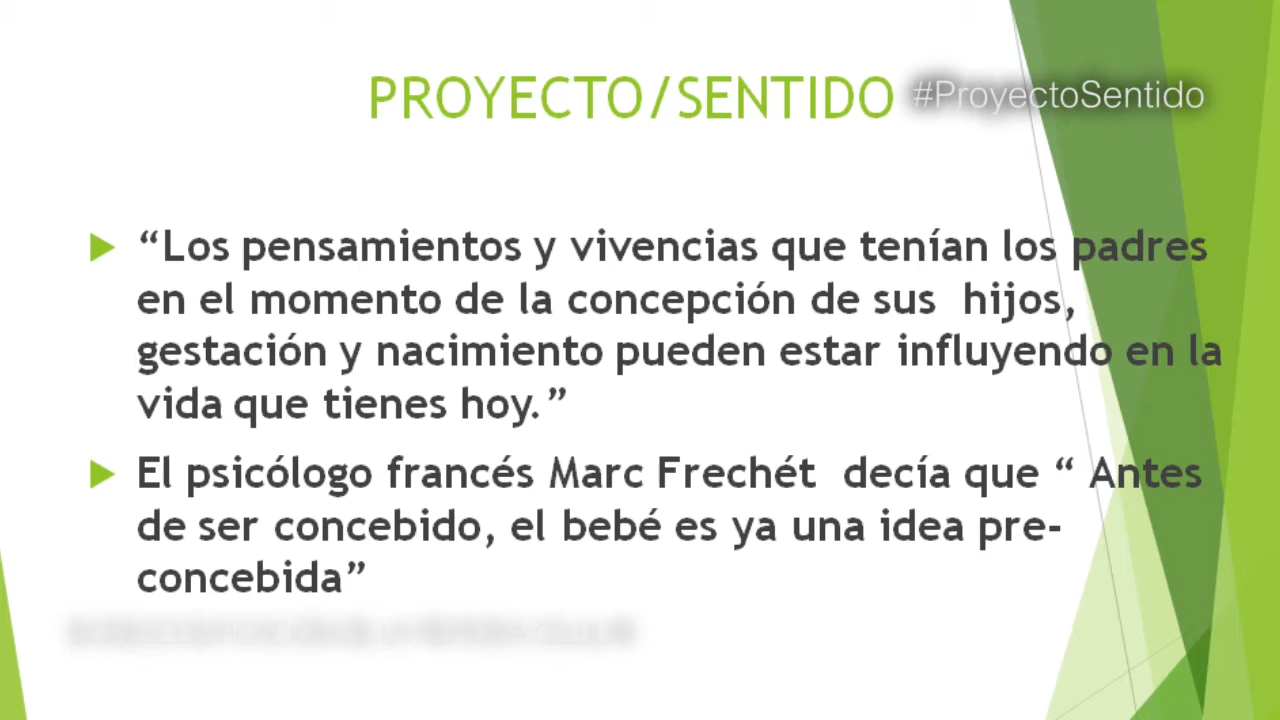 PROYECTO/SENTIDO #ProyectoSentido
“Los pensamientos y vivencias que tenían los padres
en el momento de la concepción de sus hijos,
gestación y nacimiento pueden estar influyendo en la
vida que tienes hoy.”
El psicólogo francés Marc Frechét decía que “ Antes
de ser concebido, el bebé es ya una idea pre-
concebida”